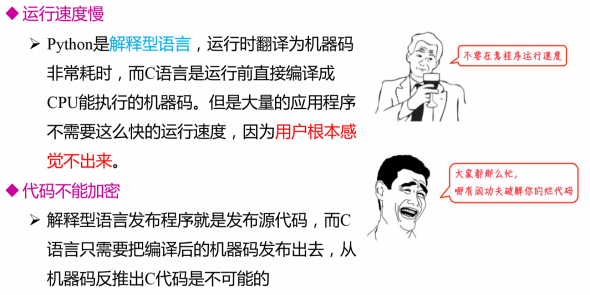 ◆运行速度慢
➢ Python是解释型语言，运行时翻译为机器码
非常耗时，而C语言是运行前直接编译成
CPU能执行的机器码。但是大量的应用程序
不需要这么快的运行速度，因为用户根本感
觉不出来。
不要在意程序运行速度
◆代码不能加密
➢ 解释型语言发布程序就是发布源代码，而C
语言只需要把编译后的机器码发布出去，从
机器码反推出C代码是不可能的
大家都那么忙，
哪有闲功夫破解你的烂代码